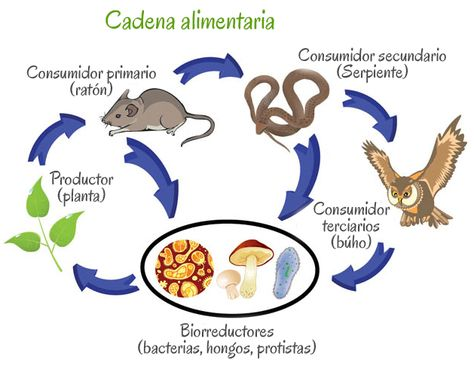 Cadena alimentaria
Consumidor primario
(ratón)
Consumidor secundario
(Serpiente)
Productor
(planta)
Consumidor
terciarios
(búho)
Biorreductores
(bacterias, hongos, protistas)